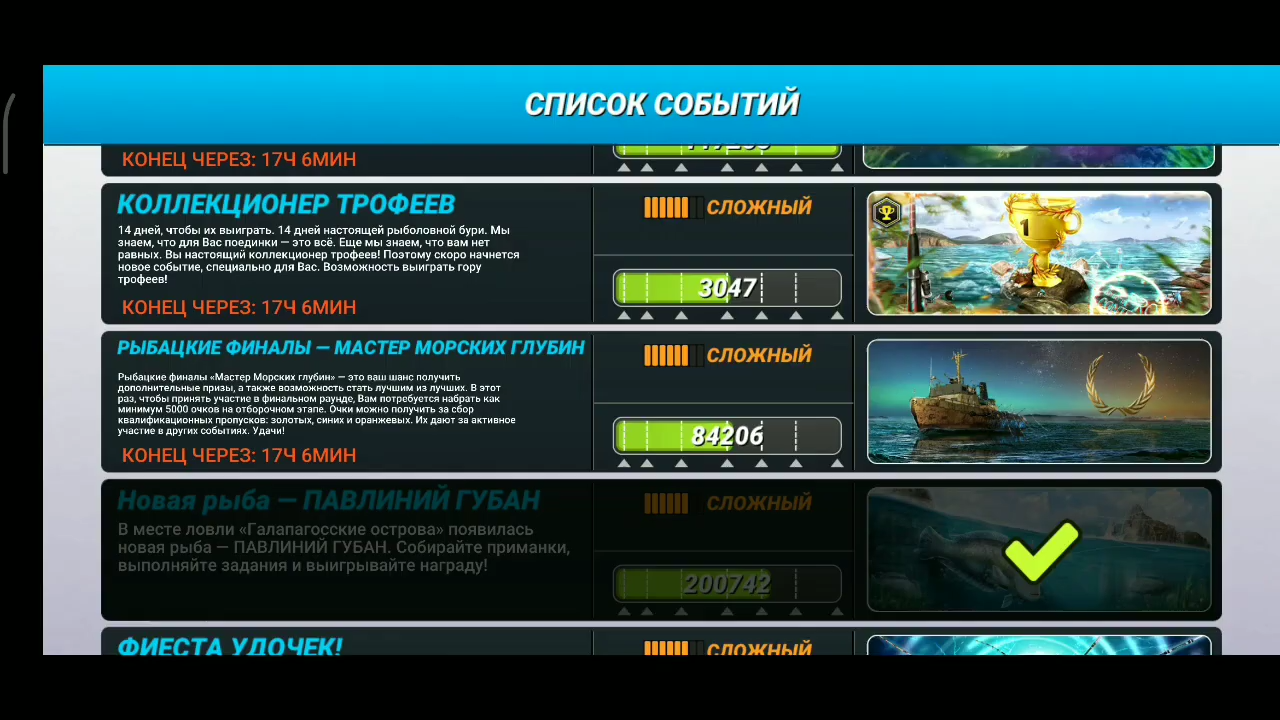 СПИСОК СОБЫТИЙ
КОНЕЦ ЧЕРЕЗ: 17Ч 6МИН
КОЛЛЕКЦИОНЕР ТРОФЕЕВ
14 дней, чтобы их выиграть. 14 дней настоящей рыболовной бури. Мы
знаем, что для Вас поединки — это всё. Еще мы знаем, что вам нет
равных. Вы настоящий коллекционер трофеев! Поэтому скоро начнется
новое событие, специально для Вас. Возможность выиграть гору
трофеев!
КОНЕЦ ЧЕРЕЗ: 17Ч 6МИН
СЛОЖНЫЙ
3047
1
РЫБАЦКИЕ ФИНАЛЫ — МАСТЕР МОРСКИХ ГЛУБИН
Рыбацкие финалы «Мастер Морских глубин» — это ваш шанс получить
дополнительные призы, а также возможность стать лучшим из лучших. В этот
раз, чтобы принять участие в финальном раунде, Вам потребуется набрать как
минимум 5000 очков на отборочном этапе. Очки можно получить за сбор
квалификационных пропусков: золотых, синих и оранжевых. Их дают за активное
участие в других событиях. Удачи!
КОНЕЦ ЧЕРЕЗ: 17Ч 6МИН
СЛОЖНЫЙ
84206
Новая рыба — ПАВЛИНИЙ ГУБАН
В месте ловли «Галапагосские острова» появилась
новая рыба — ПАВЛИНИЙ ГУБАН. Собирайте приманки,
выполняйте задания и выигрывайте награду!
СЛОЖНЫЙ
200742
ФИЕСТА УДОЧЕК!
СЛОЖНЫЙ